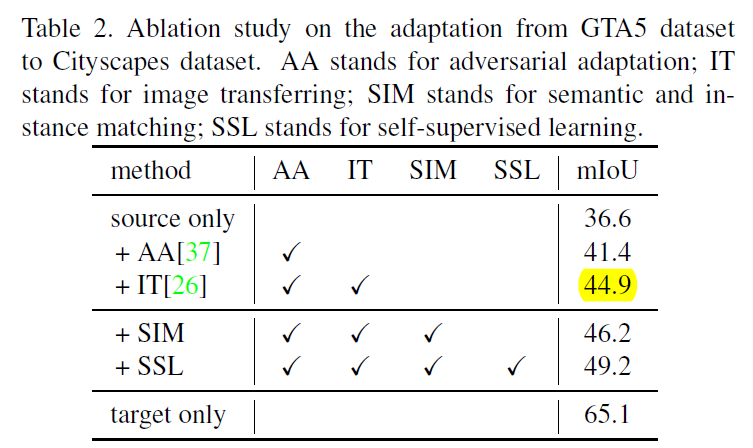 Table 2. Ablation study on the adaptation from GTA5 dataset
to Cityscapes dataset. AA stands for adversarial adaptation; IT
stands for image transferring; SIM stands for semantic and in-
stance matching; SSL stands for self-supervised learning.
method AA IT SIM SSL mIoU
source only 36.6
+ AA[37] ✓ 41.4
+ IT[26] ✓ ✓ 44.9
+ SIM ✓ ✓ ✓ 46.2
+ SSL ✓ ✓ ✓ ✓ 49.2
target only 65.1